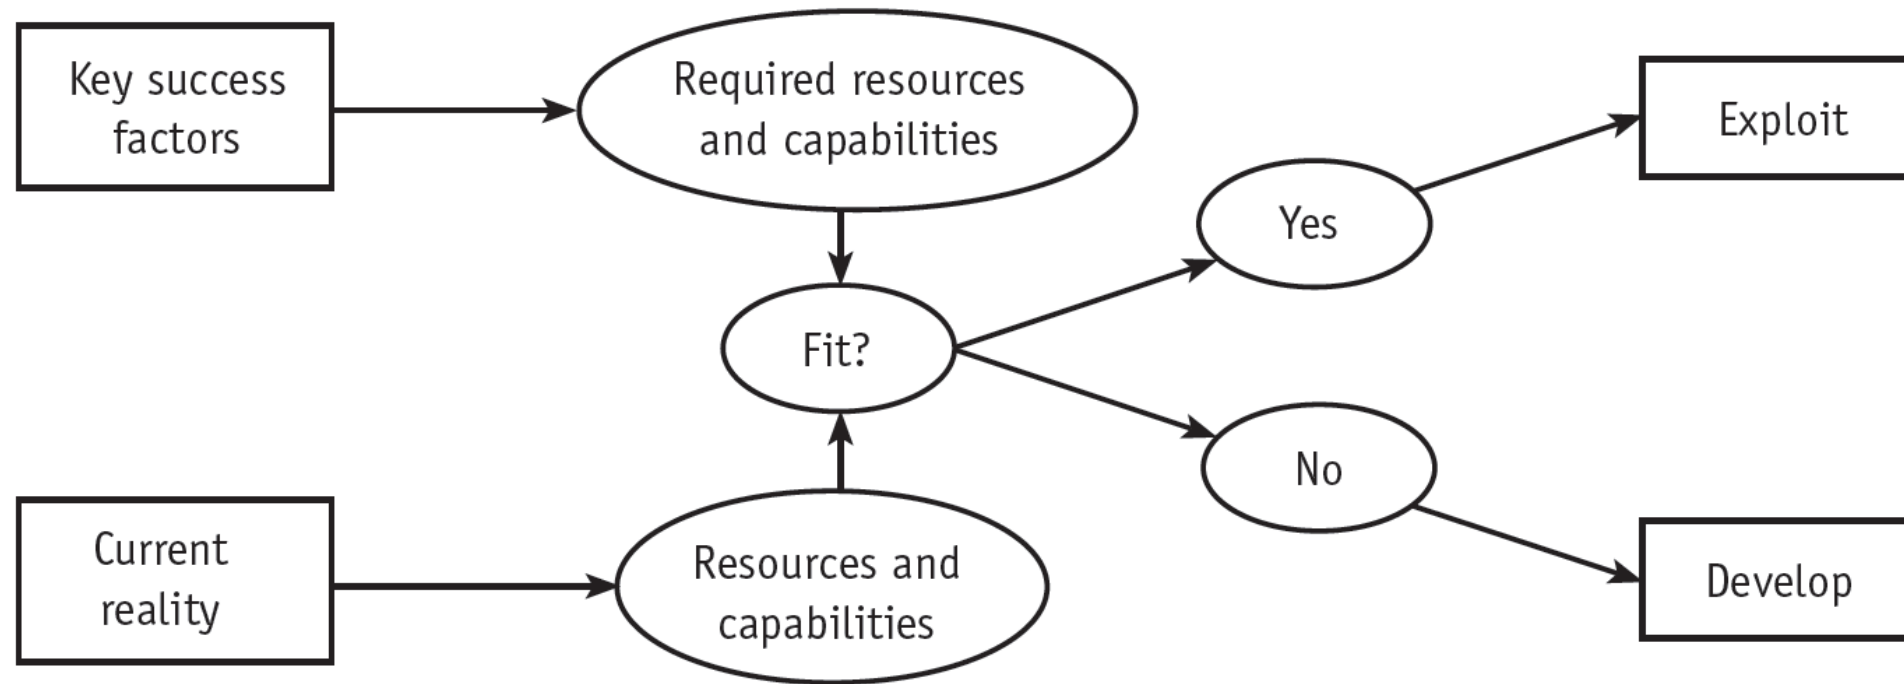 Key success
factors
Required resources
and capabilities
Exploit
Yes
Fit?
No
Current
reality
Resources and
capabilities
Develop